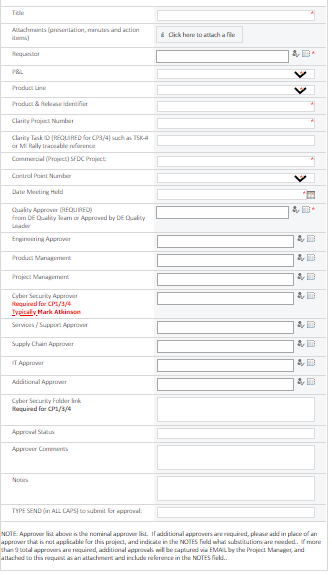 Title *
Attachments (presentation, minutes and action
items)
Click here to attach a file
Requestor *
P&L
Product Line
Product & Release Identifier *
Clarity Project Number *
Clarity Task ID (REQUIRED for CP3/4) such as TSK-#
or MI Rally traceable reference
Commercial (Project) SFDC Project: *
Control Point Number
Date Meeting Held *
Quality Approver (REQUIRED) *
From DE Quality Team or Approved by DE Quality
Leader
Engineering Approver
Product Management
Project Management
Cyber Security Approver
Required for CP1/3/4
Typically Mark Atkinson
Services / Support Approver
Supply Chain Approver
IT Approver
Additional Approver
Cyber Security Folder link
Required for CP1/3/4
Approval Status
Approver Comments
Notes
TYPE SEND (in ALL CAPS) to submit for approval:
NOTE: Approver list above is the nominal approver list. If additional approvers are required, please add in place of an
approver that is not applicable for this project, and indicate in the NOTES field what substitutions are needed.. If more
than 9 total approvers are required, additional approvals will be captured via EMAIL by the Project Manager, and
attached to this request as an attachment and include reference in the NOTES field..